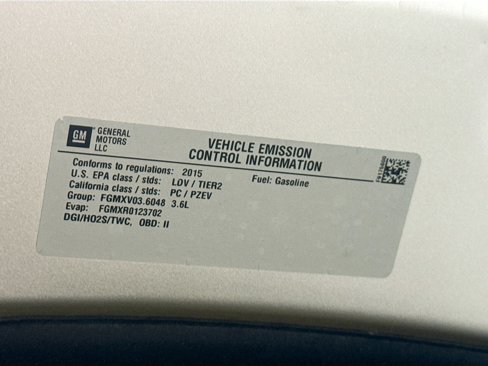 GM
GENERAL
MOTORS
LLC
VEHICLE EMISSION
CONTROL INFORMATION
Conforms to regulations: 2015
Fuel: Gasoline
U.S. EPA class / stds: LDV / TIER2
California class / stds: PC / PZEV
Group: FGMXV03.6048 3.6L
Evap: FGMXR0123702
DGI/HO2S/TWC, OBD: II